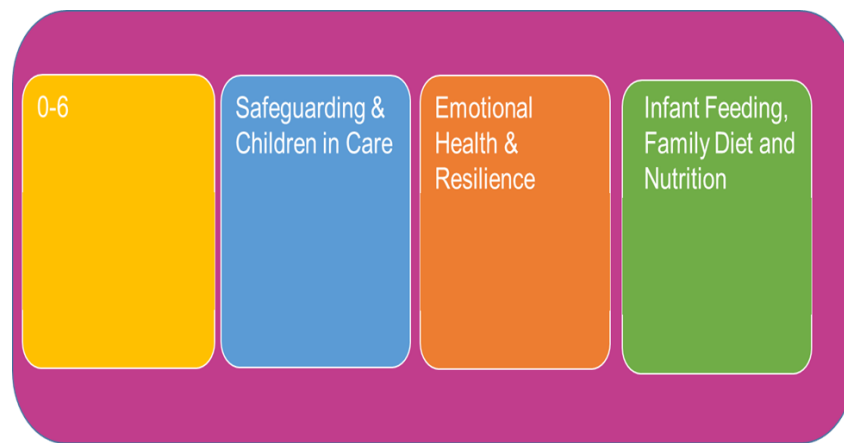 0-6
Safeguarding &
Children in Care
Emotional
Health &
Resilience
Infant Feeding,
Family Diet and
Nutrition